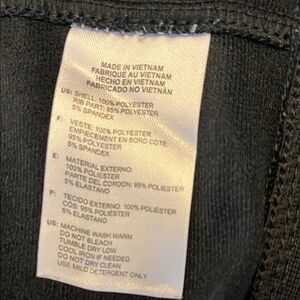 MADE IN VIETNAM
FABRIQUÉ AU VIETNAM
HECHO EN VIETNAM
FABRICADO NO VIETNÃ
US: SHELL: 100% POLYESTER
RIB PART: 95% POLYESTER
5% SPANDEX
F: VESTE: 100% POLYESTER
EMPIECEMENT EN BORD COTE:
95% POLYESTER
5% SPANDEX
E: MATERIAL EXTERNO:
100% POLIESTER
PARTE DEL CORDON: 95% POLIESTER
5% ELASTANO
P: TECIDO EXTERNO: 100% POLIÉSTER
CÓS: 95% POLIÉSTER
5% ELASTANO
US: MACHINE WASH WARM
DO NOT BLEACH
TUMBLE DRY LOW
COOL IRON IF NEEDED
DO NOT DRY CLEAN
USE MILD DETERGENT ONLY